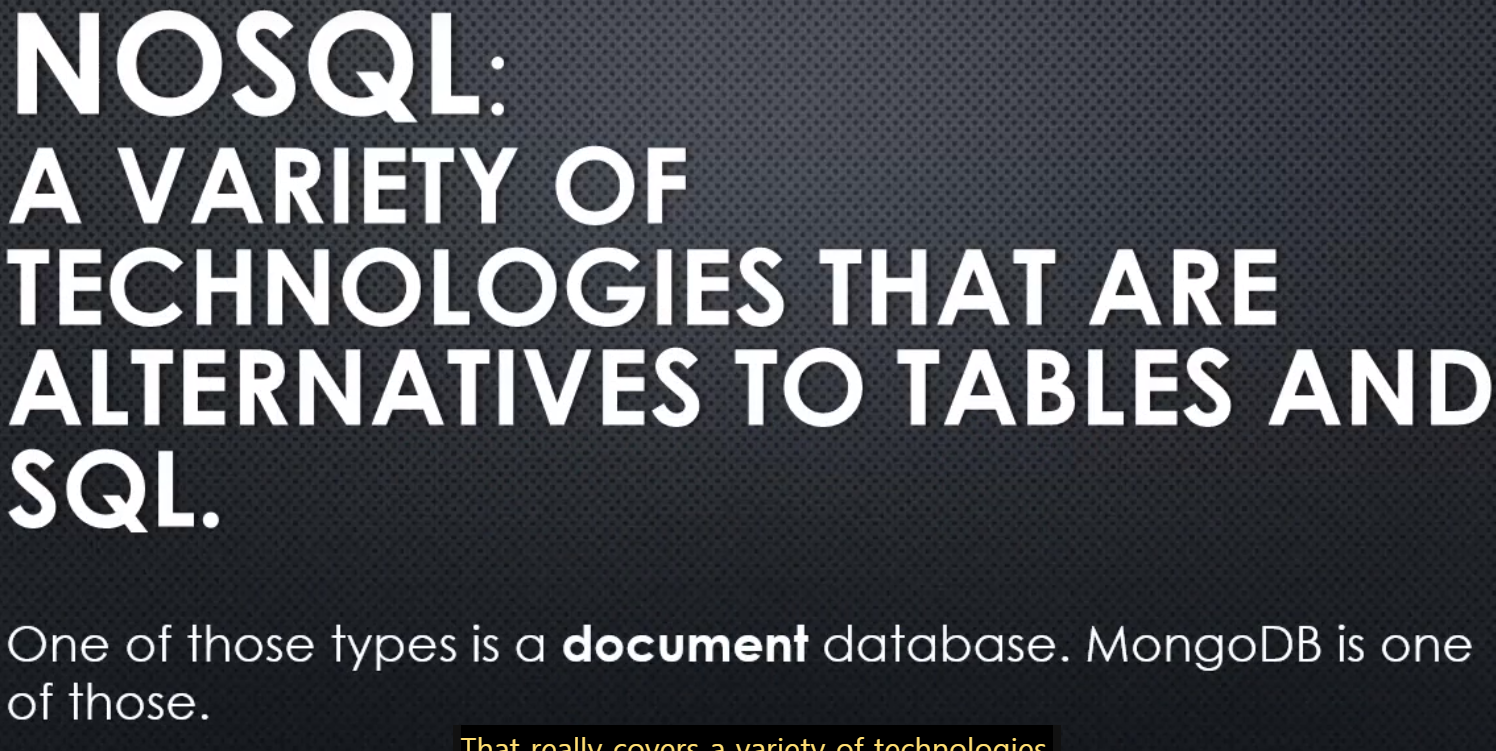 NOSQL:
A VARIETY OF
TECHNOLOGIES THAT ARE
ALTERNATIVES TO TABLES AND
SQL.
One of those types is a document database. MongoDB is one
of those.
That really covers a variety of technologies